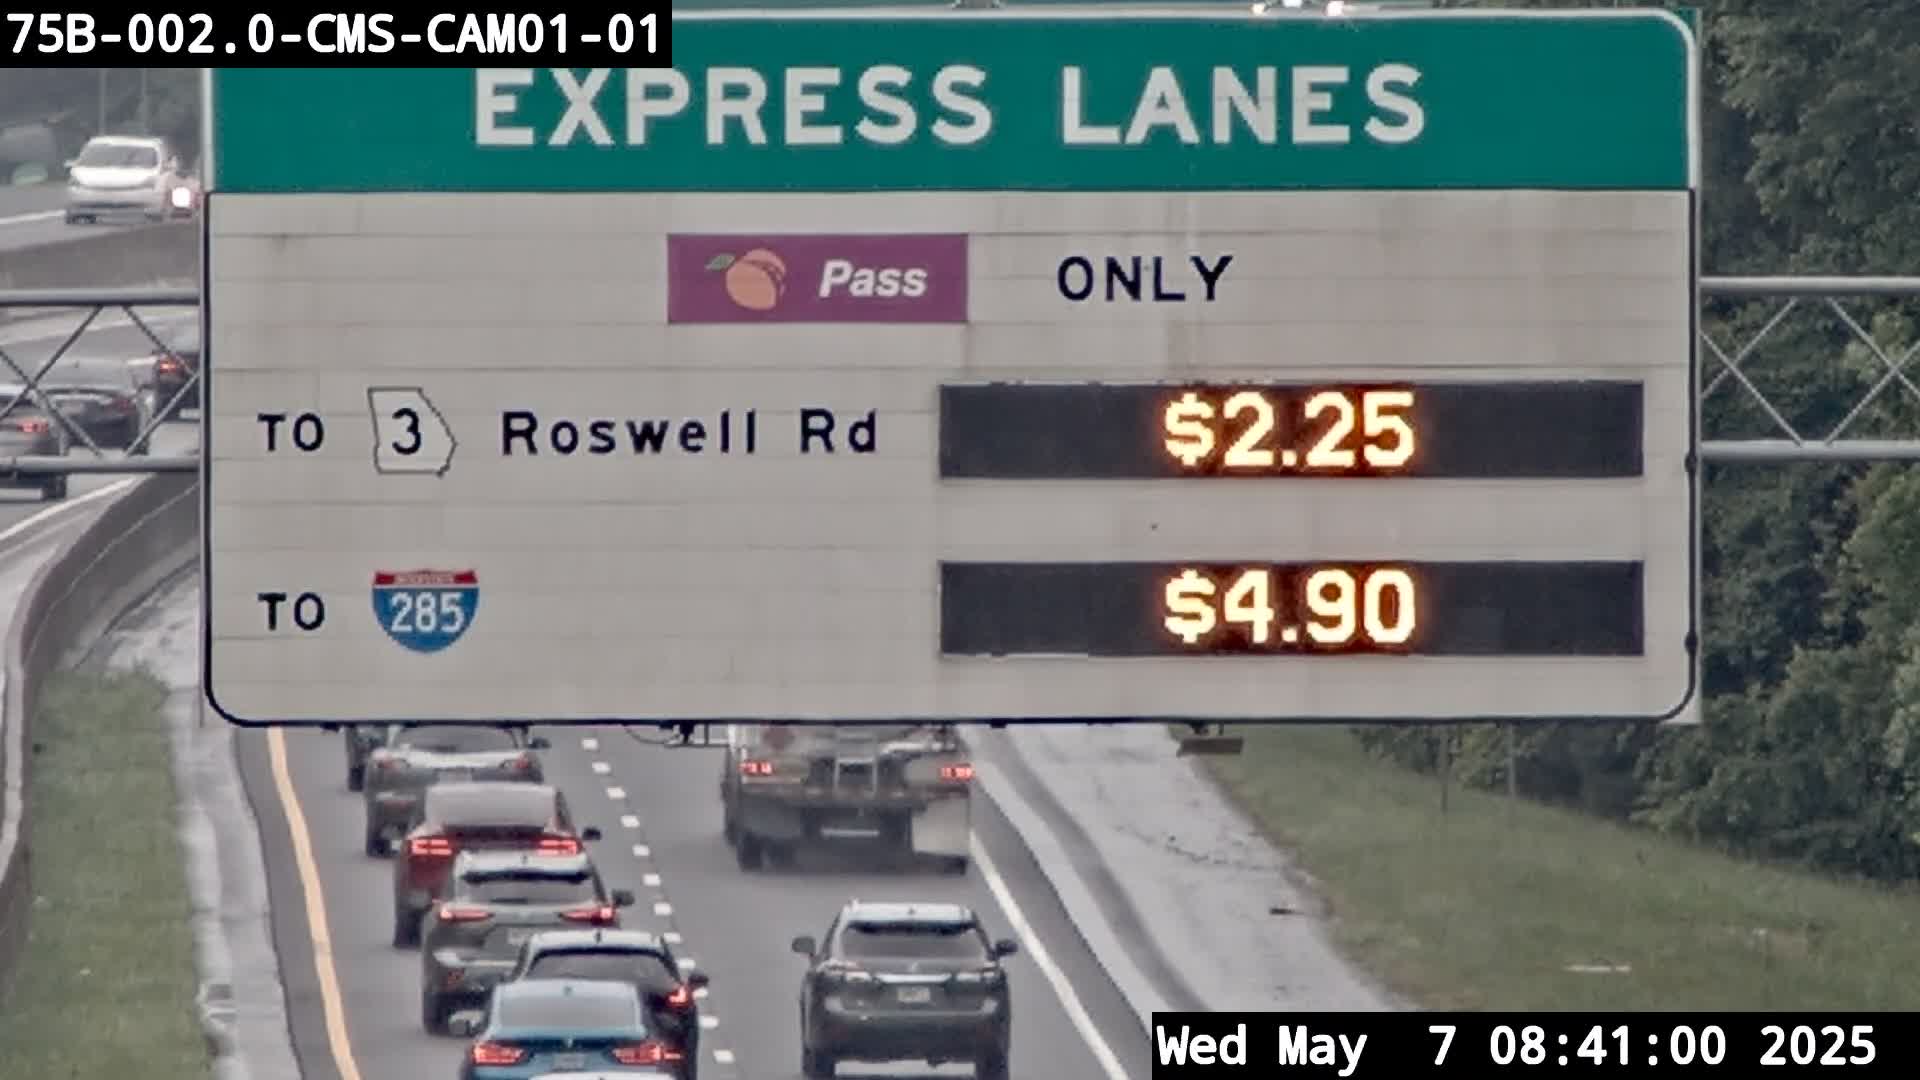 75B-002.0-CMS-CAM01-01
EXPRESS LANES
Pass ONLY
TO 3 Roswell Rd $2.25
TO INTERSTATE 285 $4.90
Wed May 7 08:41:00 2025